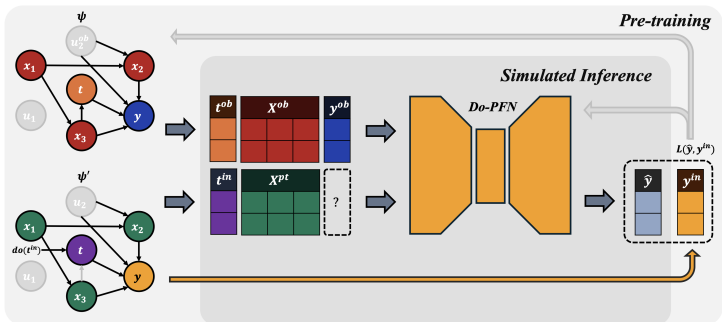 Pre-training
Simulated Inference
ψ
u₂ᵒᵇ
x₁
x₂
t
u₁
y
x₃
tᵒᵇ Xᵒᵇ yᵒᵇ
Do-PFN
L(ŷ, yⁱⁿ)
ψ′
u₂
x₁
x₂
do(tⁱⁿ)
t
u₁
y
x₃
tⁱⁿ Xᵖᵗ
?
ŷ yⁱⁿ